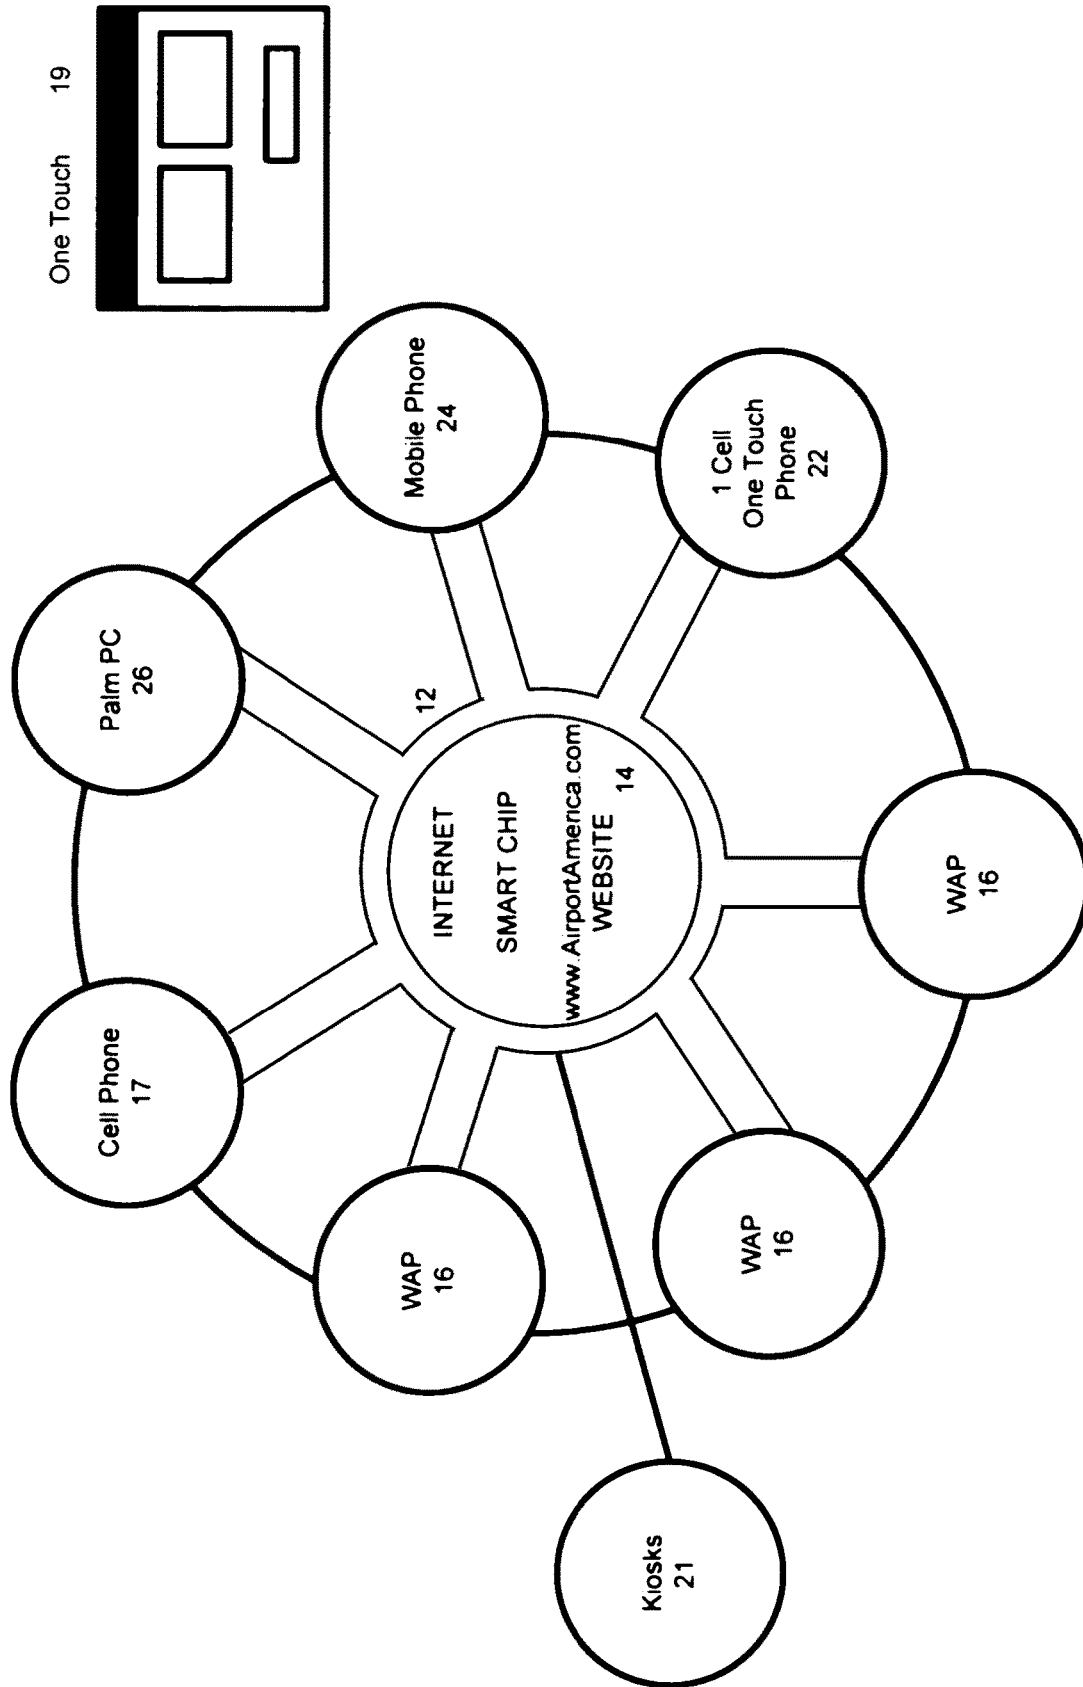 One Touch 19
Cell Phone
17
Palm PC
26
WAP
16
12
Mobile Phone
24
INTERNET
SMART CHIP
www.AirportAmerica.com
WEBSITE
14
Kiosks
21
WAP
16
1 Cell
One Touch
Phone
22
WAP
16